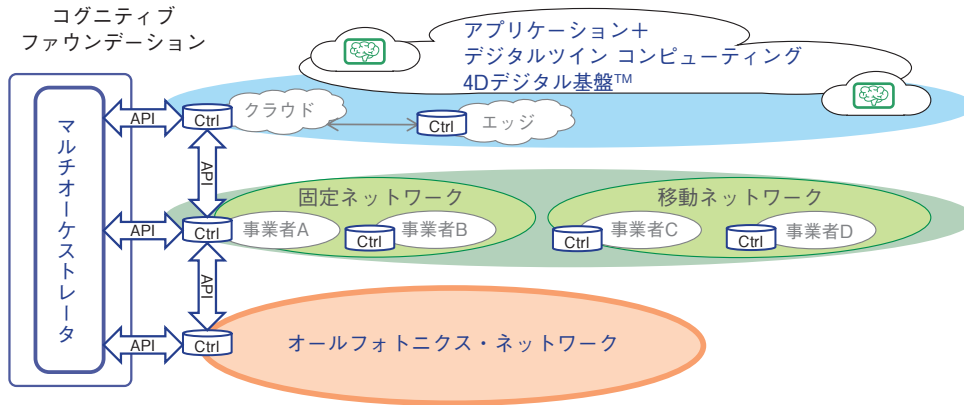 コグニティブ
ファウンデーション
アプリケーション＋
デジタルツイン コンピューティング
4Dデジタル基盤™
マルチオーケストレータ
API
Ctrl
クラウド
Ctrl
エッジ
API
固定ネットワーク
移動ネットワーク
API
Ctrl
事業者A
Ctrl
事業者B
Ctrl
事業者C
Ctrl
事業者D
API
API
Ctrl
オールフォトニクス・ネットワーク